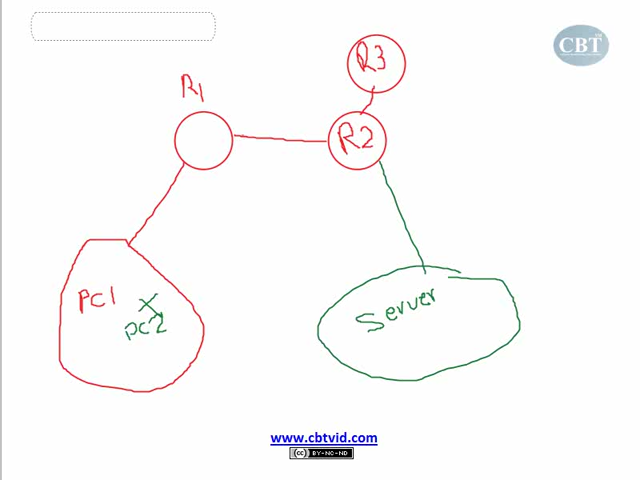 CBT
R3
R1
R2
PC1
PC2
Server
www.cbtvid.com
cc BY-NC-ND